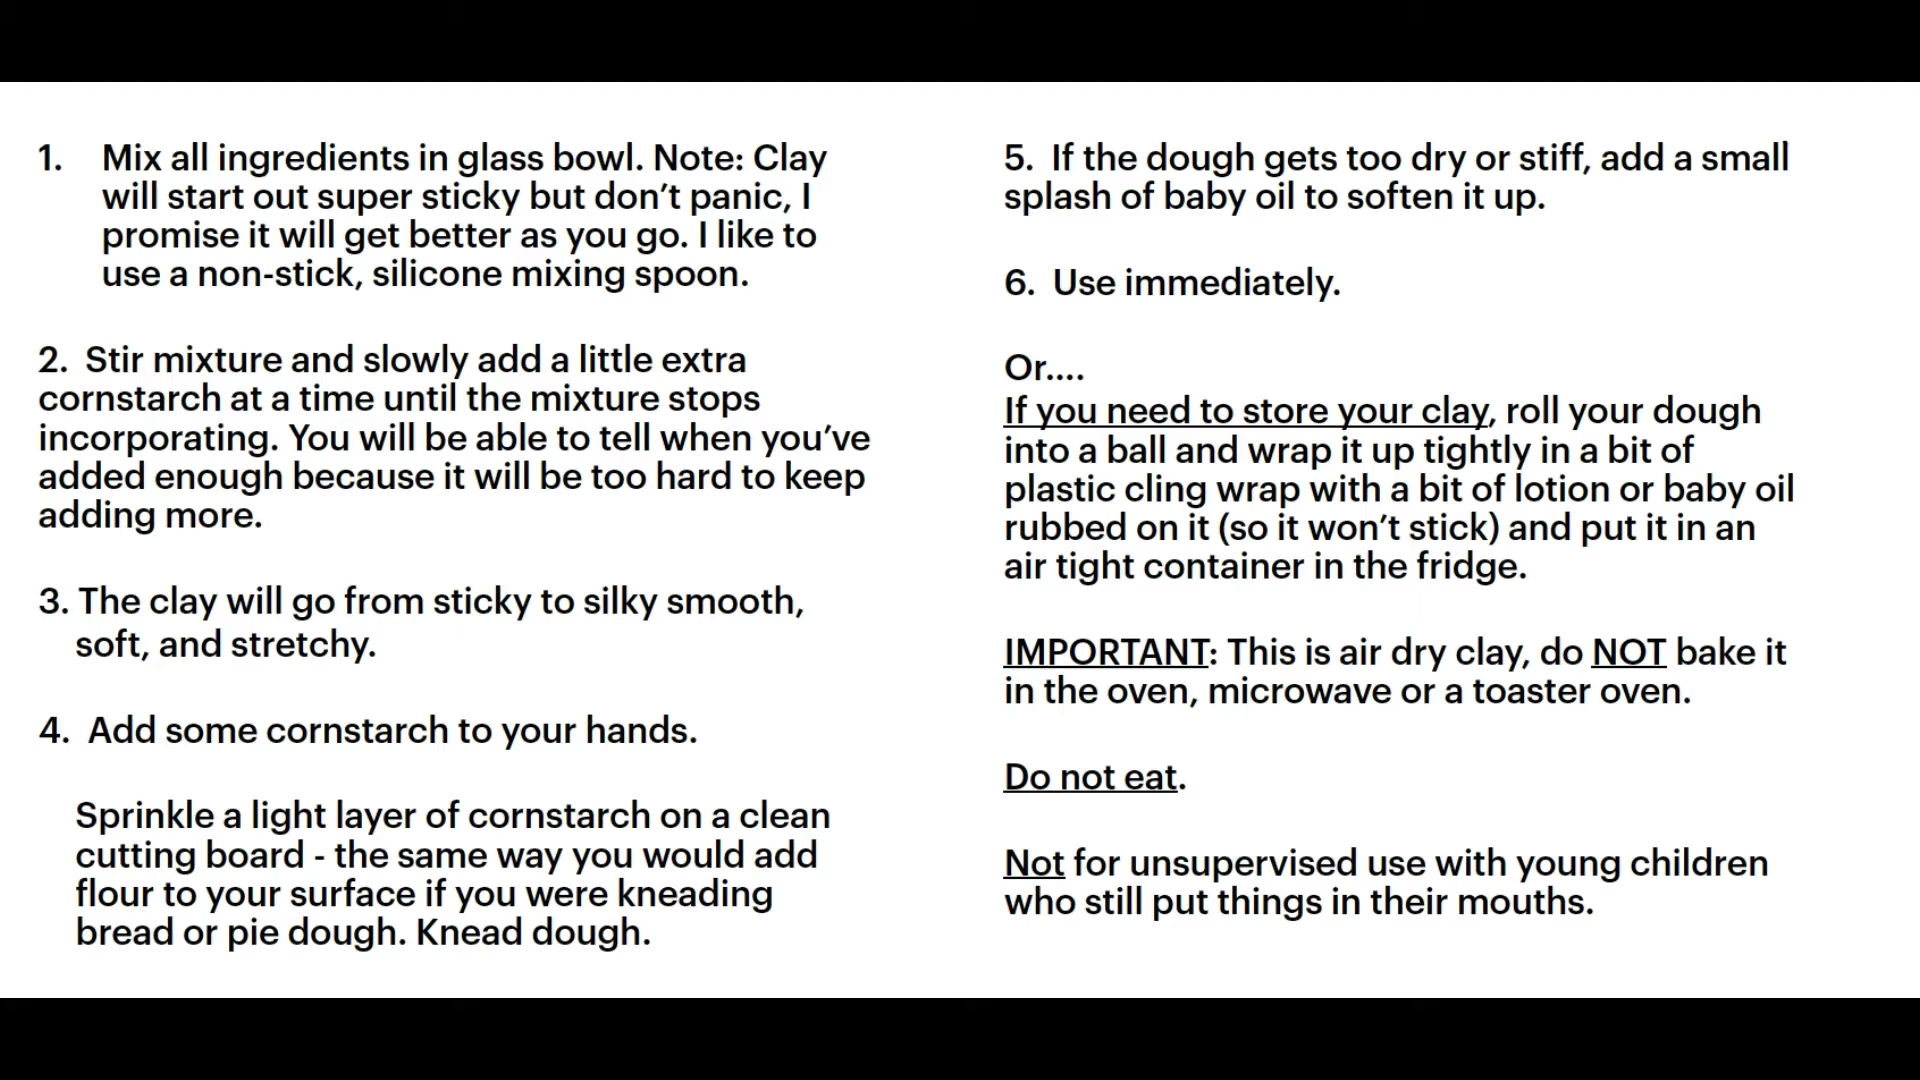 1. Mix all ingredients in glass bowl. Note: Clay
will start out super sticky but don’t panic, I
promise it will get better as you go. I like to
use a non-stick, silicone mixing spoon.
2. Stir mixture and slowly add a little extra
cornstarch at a time until the mixture stops
incorporating. You will be able to tell when you’ve
added enough because it will be too hard to keep
adding more.
3. The clay will go from sticky to silky smooth,
soft, and stretchy.
4. Add some cornstarch to your hands.
Sprinkle a light layer of cornstarch on a clean
cutting board - the same way you would add
flour to your surface if you were kneading
bread or pie dough. Knead dough.
5. If the dough gets too dry or stiff, add a small
splash of baby oil to soften it up.
6. Use immediately.
Or....
If you need to store your clay, roll your dough
into a ball and wrap it up tightly in a bit of
plastic cling wrap with a bit of lotion or baby oil
rubbed on it (so it won’t stick) and put it in an
air tight container in the fridge.
IMPORTANT: This is air dry clay, do NOT bake it
in the oven, microwave or a toaster oven.
Do not eat.
Not for unsupervised use with young children
who still put things in their mouths.